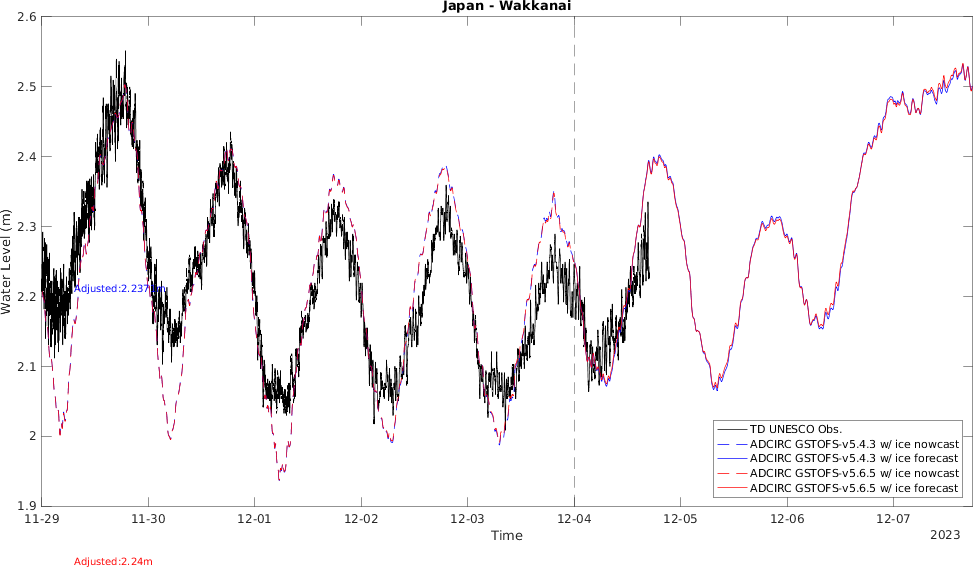 Japan - Wakkanai
2.6
2.5
2.4
2.3
2.2
2.1
2
1.9
Water Level (m)
Adjusted:2.237 m
TD UNESCO Obs.
ADCIRC GSTOFS-v5.4.3 w/ ice nowcast
ADCIRC GSTOFS-v5.4.3 w/ ice forecast
ADCIRC GSTOFS-v5.6.5 w/ ice nowcast
ADCIRC GSTOFS-v5.6.5 w/ ice forecast
11-29 11-30 12-01 12-02 12-03 12-04 12-05 12-06 12-07
Time
2023
Adjusted:2.24m